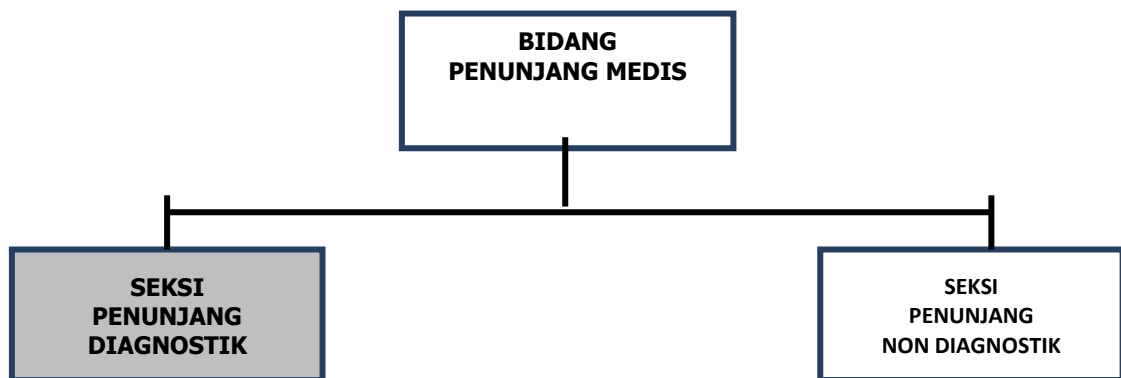 BIDANG
PENUNJANG MEDIS
SEKSI
PENUNJANG
DIAGNOSTIK
SEKSI
PENUNJANG
NON DIAGNOSTIK